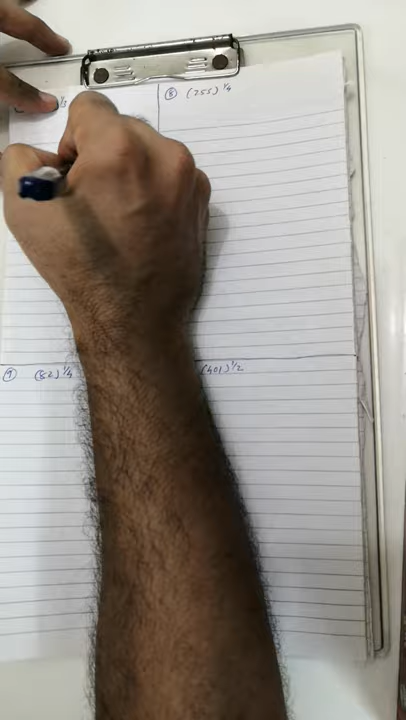 ⑧ (255)^1/4
⑨ (82)^1/4
(401)^1/2